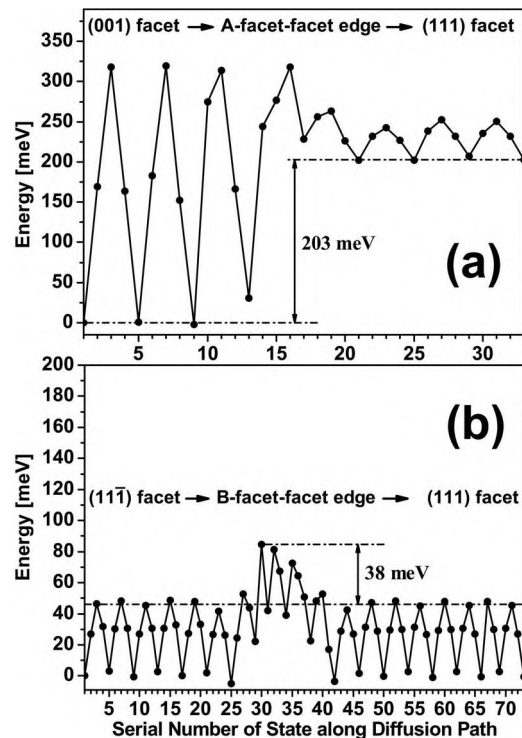 (001) facet → A-facet-facet edge → (111) facet
Energy [meV]
350
300
250
200
150
100
50
0
203 meV
(a)
0 5 10 15 20 25 30
200
180
160
140
120
100
80
60
40
20
0
Energy [meV]
(b)
(111̄) facet → B-facet-facet edge → (111) facet
38 meV
5 10 15 20 25 30 35 40 45 50 55 60 65 70
Serial Number of State along Diffusion Path